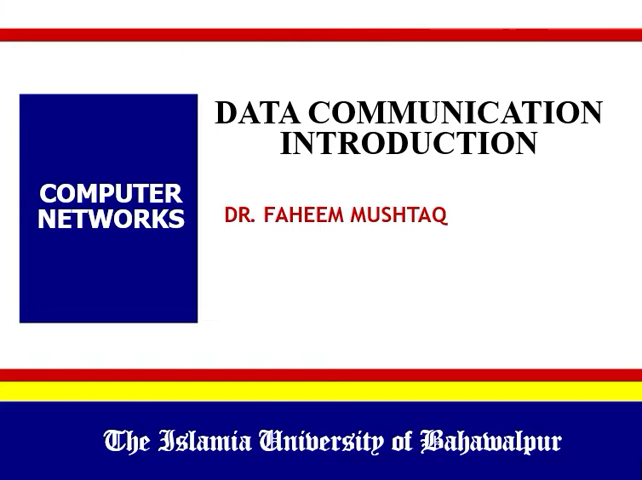 DATA COMMUNICATION
INTRODUCTION
COMPUTER
NETWORKS
DR. FAHEEM MUSHTAQ
The Islamia University of Bahawalpur